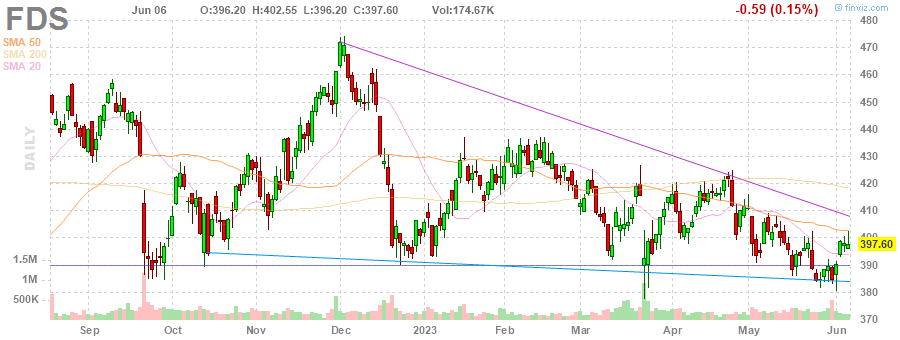 FDS Jun 06 O:396.20 H:402.55 L:396.20 C:397.60 Vol:174.67K -0.59 (0.15%) © finviz.com
SMA 50
SMA 200
SMA 20
DAILY
480
470
460
450
440
430
420
410
400
397.60
390
380
370
1.5M
1M
500K
Sep Oct Nov Dec 2023 Feb Mar Apr May Jun